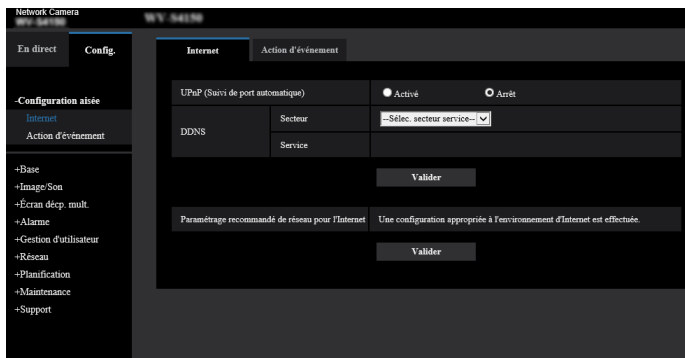 Network Camera
WV-S4150
WV-S4150
En direct
Config.
-Configuration aisée
Internet
Action d'événement
+Base
+Image/Son
+Écran décp. mult.
+Alarme
+Gestion d'utilisateur
+Réseau
+Planification
+Maintenance
+Support
Internet
Action d'événement
UPnP (Suivi de port automatique)
Activé
Arrêt
DDNS
Secteur
--Sélec. secteur service--
Service
Valider
Paramétrage recommandé de réseau pour l'Internet
Une configuration appropriée à l'environnement d'Internet est effectuée.
Valider